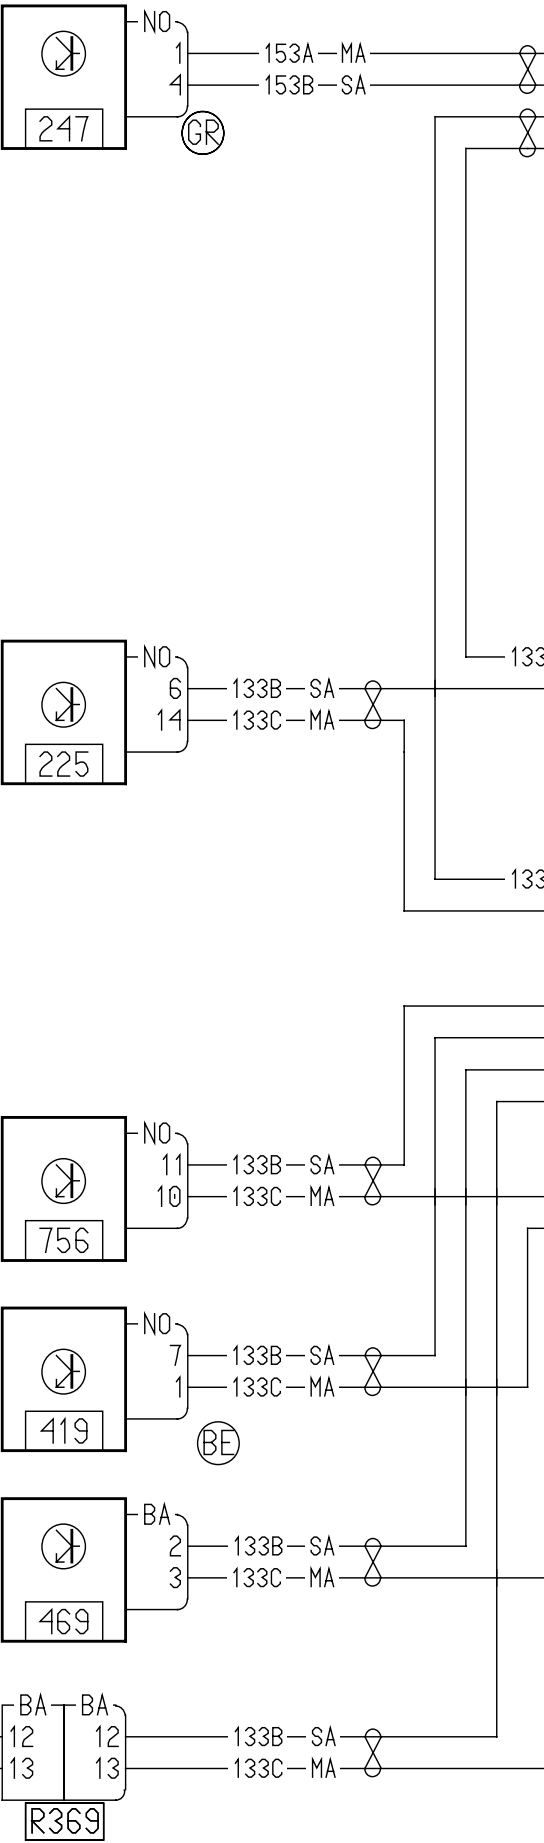 NO
1 153A MA
4 153B SA
247
GR
133
NO
6 133B SA
14 133C MA
225
133
NO
11 133B SA
10 133C MA
756
NO
7 133B SA
1 133C MA
419
BE
BA
2 133B SA
3 133C MA
469
BA BA
12 12 133B SA
13 13 133C MA
R369